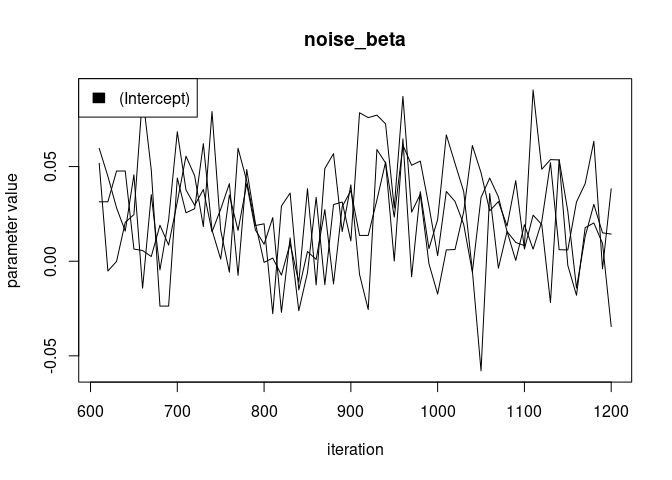 noise_beta
(Intercept)
parameter value
0.05
0.00
-0.05
600 700 800 900 1000 1100 1200
iteration